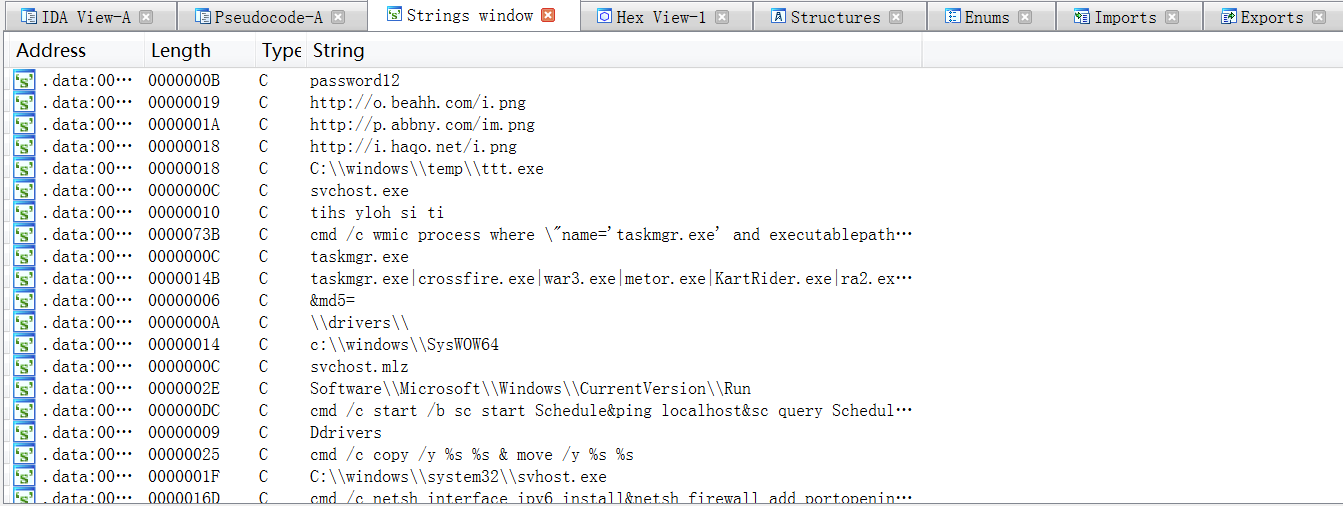 IDA View-A Pseudocode-A Strings window Hex View-1 Structures Enums Imports Exports
Address Length Type String
.data:00… 0000000B C password12
.data:00… 00000019 C http://o.beahh.com/i.png
.data:00… 0000001A C http://p.abbny.com/im.png
.data:00… 00000018 C http://i.haqo.net/i.png
.data:00… 00000018 C C:\\windows\\temp\\ttt.exe
.data:00… 0000000C C svchost.exe
.data:00… 00000010 C tihs yloh si ti
.data:00… 0000073B C cmd /c wmic process where \"name='taskmgr.exe' and executablepath…
.data:00… 0000000C C taskmgr.exe
.data:00… 0000014B C taskmgr.exe|crossfire.exe|war3.exe|metor.exe|KartRider.exe|ra2.ex…
.data:00… 00000006 C &md5=
.data:00… 0000000A C \\drivers\\
.data:00… 00000014 C c:\\windows\\SysWOW64
.data:00… 0000000C C svchost.mlz
.data:00… 0000002E C Software\\Microsoft\\Windows\\CurrentVersion\\Run
.data:00… 000000DC C cmd /c start /b sc start Schedule&ping localhost&sc query Schedul…
.data:00… 00000009 C Ddrivers
.data:00… 00000025 C cmd /c copy /y %s %s & move /y %s %s
.data:00… 0000001F C C:\\windows\\system32\\svhost.exe
.data:00… 0000016D C cmd /c netsh interface ipv6 install&netsh firewall add portopenin…